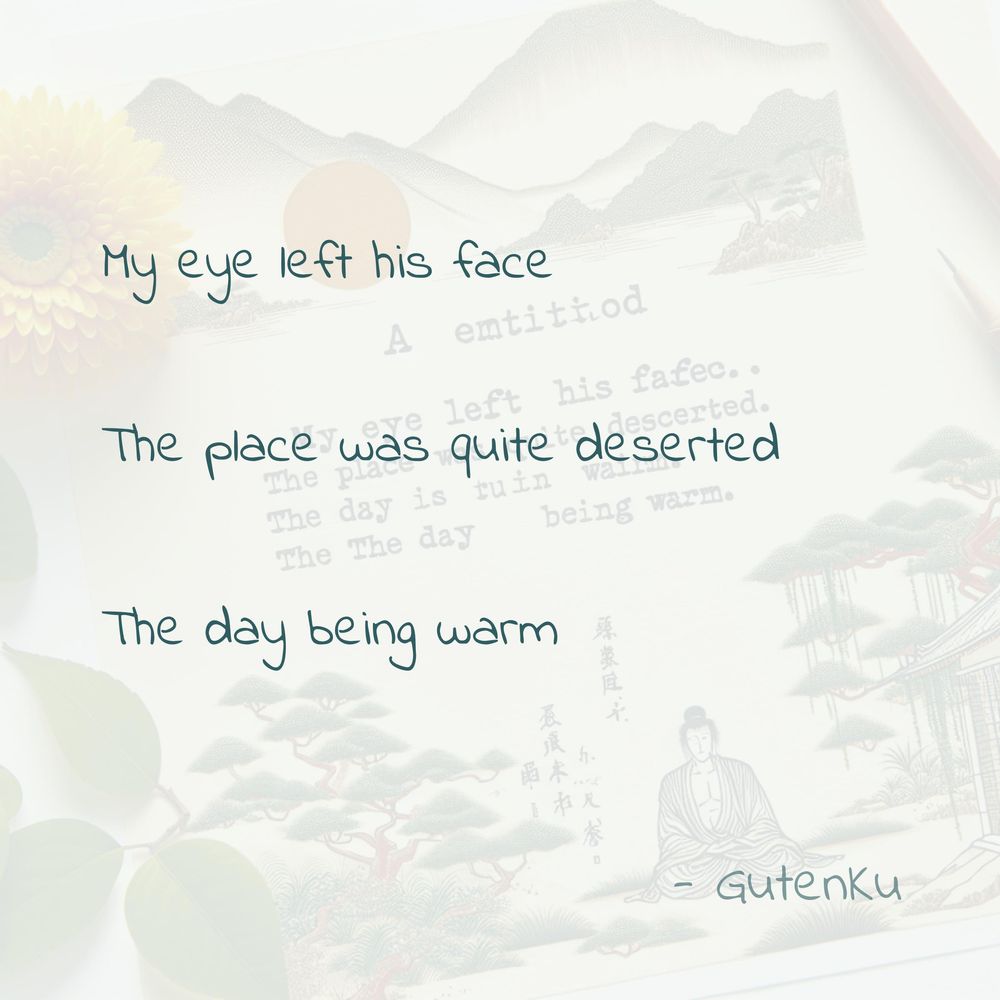 My eye left his face
A emtitiod
My eye left his fafec..
The place was quite deserted
The place was quite descerted.
The day is ruin warm.
The The day being warm.
The day being warm
- GutenKu